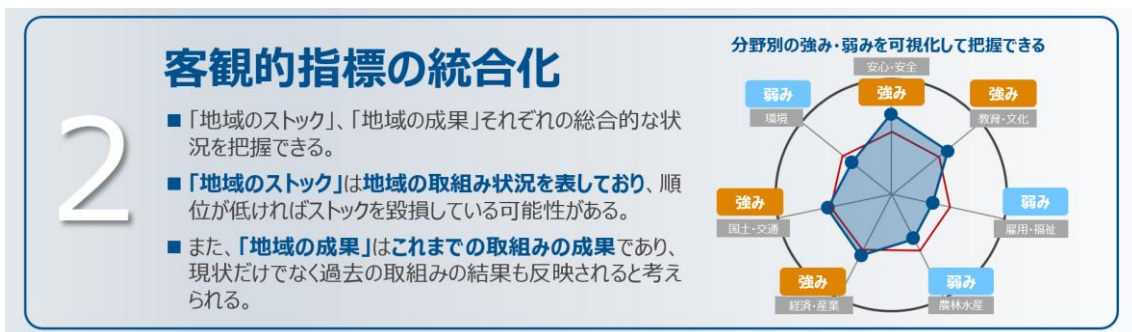 2
客観的指標の統合化
■「地域のストック」、「地域の成果」それぞれの総合的な状
況を把握できる。
■「地域のストック」は地域の取組み状況を表しており、順
位が低ければストックを毀損している可能性がある。
■また、「地域の成果」はこれまでの取組みの成果であり、
現状だけでなく過去の取組みの結果も反映されると考え
られる。
分野別の強み・弱みを可視化して把握できる
安心・安全
強み
強み
教育・文化
弱み
雇用・福祉
弱み
農林水産
強み
経済・産業
強み
国土・交通
弱み
環境